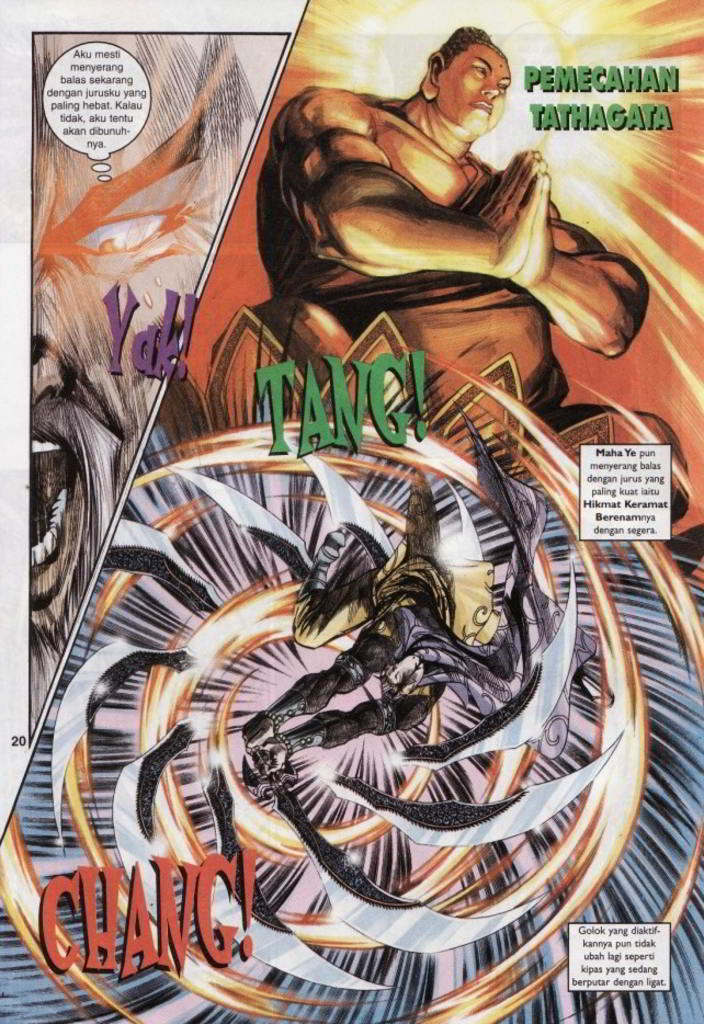 Aku mesti
menyerang
balas sekarang
dengan jurusku yang
paling hebat. Kalau
tidak, aku tentu
akan dibunuh-
nya.
PEMECAHAN
TATHAGATA
Yak!
TANG!
Maha Ye pun
menyerang balas
dengan jurus yang
paling kuat iaitu
Hikmat Keramat
Berenamnya
dengan segera.
20
CHANG!
Golok yang diaktif-
kannya pun tidak
ubah lagi seperti
kipas yang sedang
berputar dengan ligat.